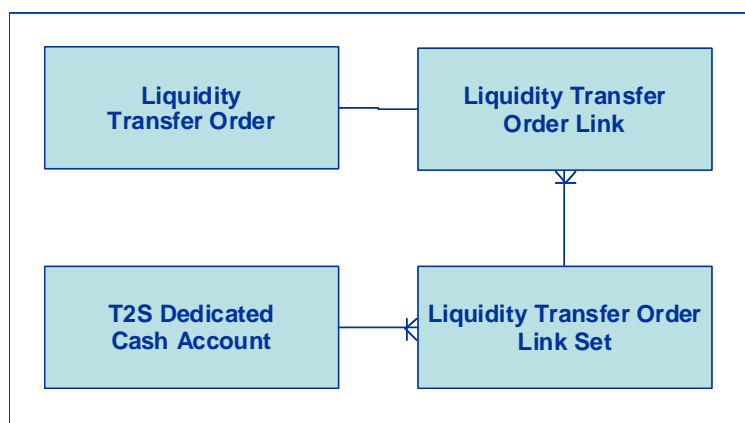 Liquidity
Transfer Order
Liquidity Transfer
Order Link
T2S Dedicated
Cash Account
Liquidity Transfer Order
Link Set